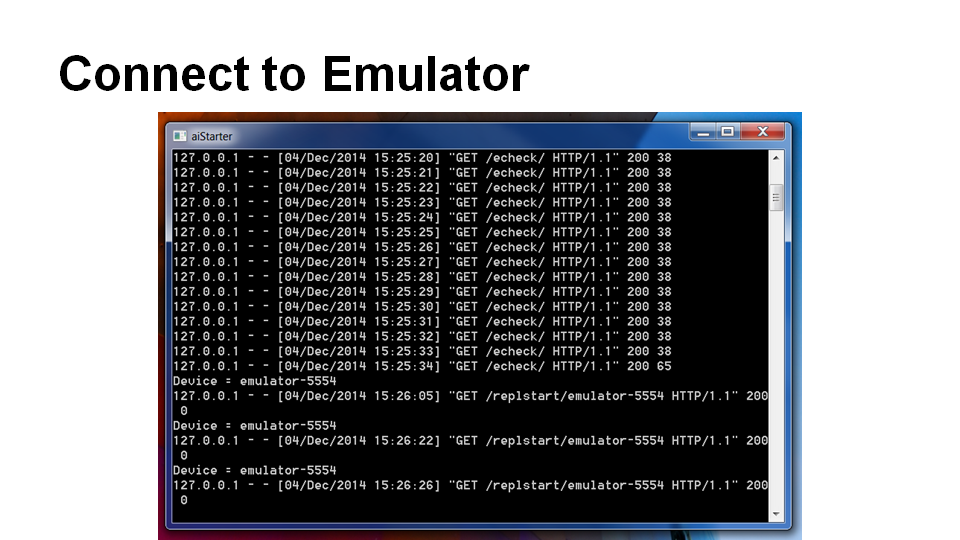 Connect to Emulator
aiStarter
127.0.0.1 - - [04/Dec/2014 15:25:20] "GET /echeck/ HTTP/1.1" 200 38
127.0.0.1 - - [04/Dec/2014 15:25:21] "GET /echeck/ HTTP/1.1" 200 38
127.0.0.1 - - [04/Dec/2014 15:25:22] "GET /echeck/ HTTP/1.1" 200 38
127.0.0.1 - - [04/Dec/2014 15:25:23] "GET /echeck/ HTTP/1.1" 200 38
127.0.0.1 - - [04/Dec/2014 15:25:24] "GET /echeck/ HTTP/1.1" 200 38
127.0.0.1 - - [04/Dec/2014 15:25:25] "GET /echeck/ HTTP/1.1" 200 38
127.0.0.1 - - [04/Dec/2014 15:25:26] "GET /echeck/ HTTP/1.1" 200 38
127.0.0.1 - - [04/Dec/2014 15:25:27] "GET /echeck/ HTTP/1.1" 200 38
127.0.0.1 - - [04/Dec/2014 15:25:28] "GET /echeck/ HTTP/1.1" 200 38
127.0.0.1 - - [04/Dec/2014 15:25:29] "GET /echeck/ HTTP/1.1" 200 38
127.0.0.1 - - [04/Dec/2014 15:25:30] "GET /echeck/ HTTP/1.1" 200 38
127.0.0.1 - - [04/Dec/2014 15:25:31] "GET /echeck/ HTTP/1.1" 200 38
127.0.0.1 - - [04/Dec/2014 15:25:32] "GET /echeck/ HTTP/1.1" 200 38
127.0.0.1 - - [04/Dec/2014 15:25:33] "GET /echeck/ HTTP/1.1" 200 38
127.0.0.1 - - [04/Dec/2014 15:25:34] "GET /echeck/ HTTP/1.1" 200 65
Device = emulator-5554
127.0.0.1 - - [04/Dec/2014 15:26:05] "GET /replstart/emulator-5554 HTTP/1.1" 200
0
Device = emulator-5554
127.0.0.1 - - [04/Dec/2014 15:26:22] "GET /replstart/emulator-5554 HTTP/1.1" 200
0
Device = emulator-5554
127.0.0.1 - - [04/Dec/2014 15:26:26] "GET /replstart/emulator-5554 HTTP/1.1" 200
0